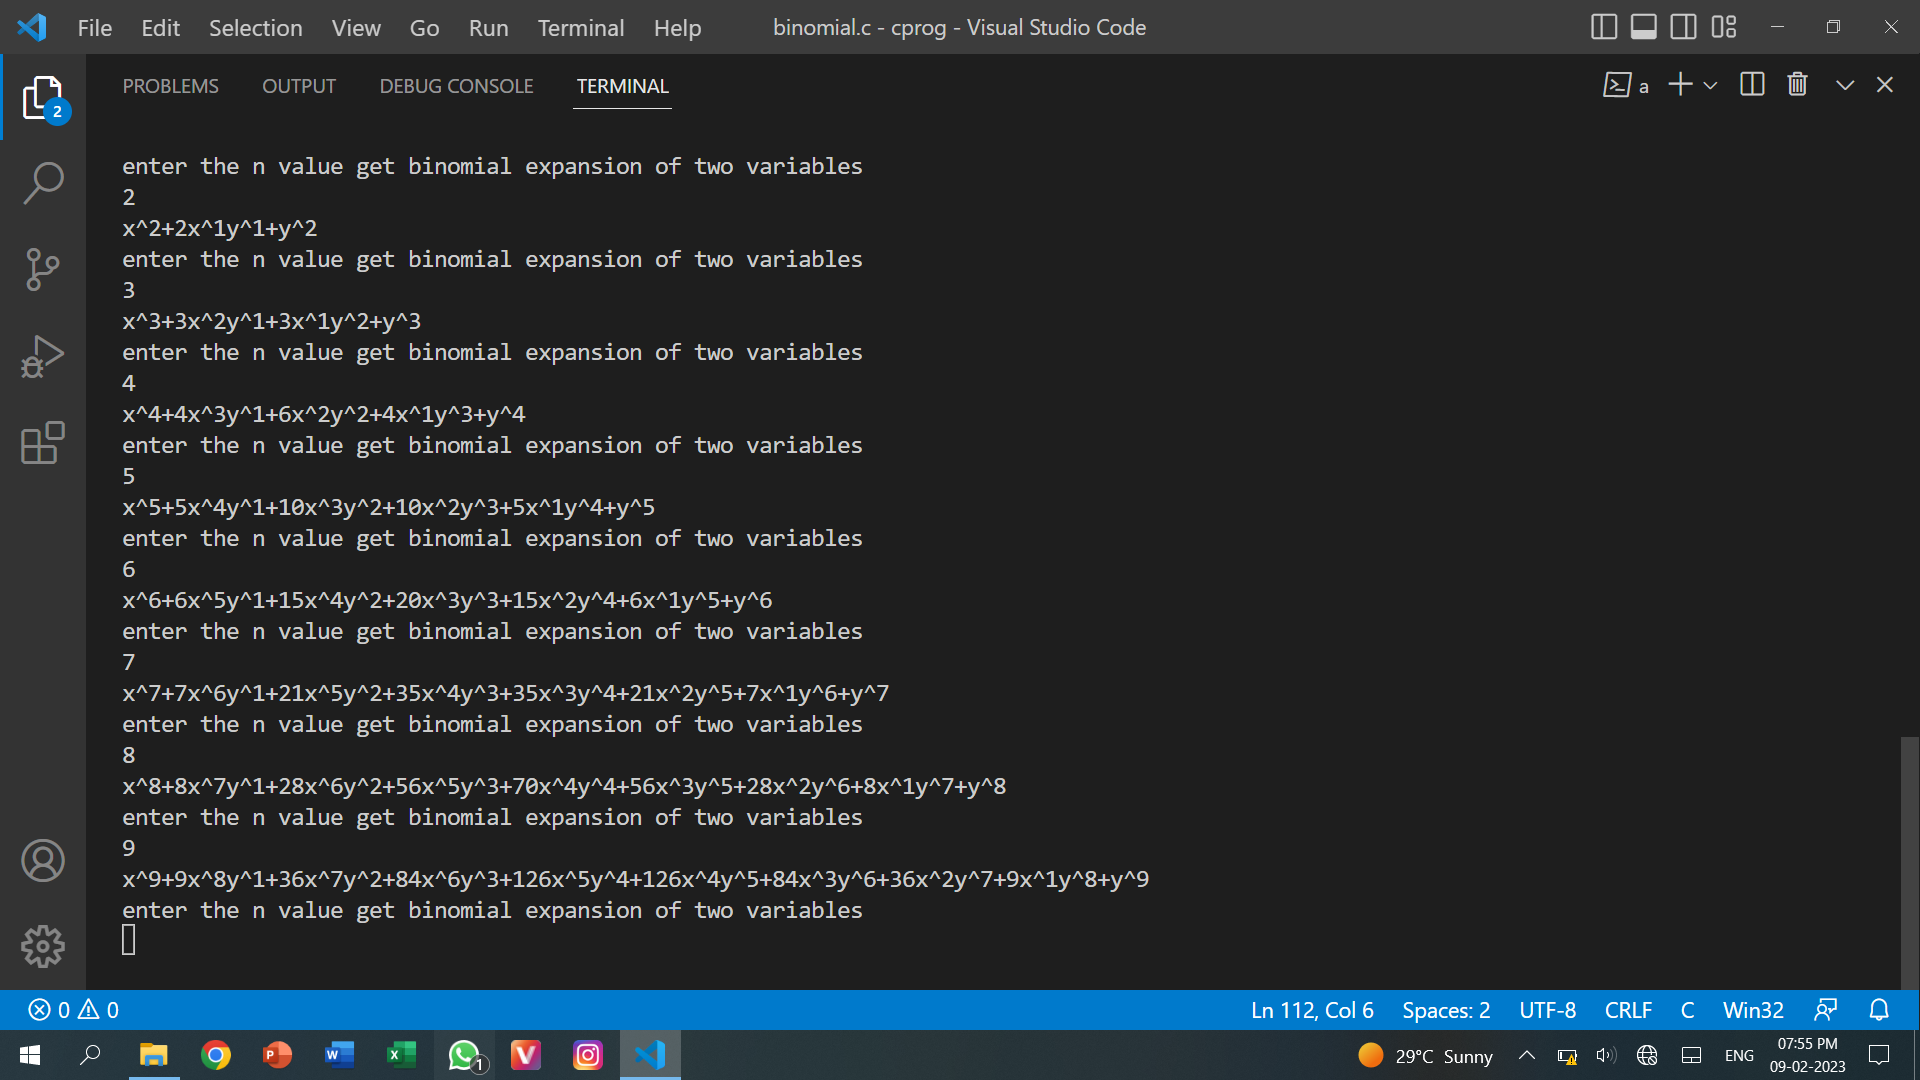 File Edit Selection View Go Run Terminal Help binomial.c - cprog - Visual Studio Code
PROBLEMS OUTPUT DEBUG CONSOLE TERMINAL a
2
enter the n value get binomial expansion of two variables
2
x^2+2x^1y^1+y^2
enter the n value get binomial expansion of two variables
3
x^3+3x^2y^1+3x^1y^2+y^3
enter the n value get binomial expansion of two variables
4
x^4+4x^3y^1+6x^2y^2+4x^1y^3+y^4
enter the n value get binomial expansion of two variables
5
x^5+5x^4y^1+10x^3y^2+10x^2y^3+5x^1y^4+y^5
enter the n value get binomial expansion of two variables
6
x^6+6x^5y^1+15x^4y^2+20x^3y^3+15x^2y^4+6x^1y^5+y^6
enter the n value get binomial expansion of two variables
7
x^7+7x^6y^1+21x^5y^2+35x^4y^3+35x^3y^4+21x^2y^5+7x^1y^6+y^7
enter the n value get binomial expansion of two variables
8
x^8+8x^7y^1+28x^6y^2+56x^5y^3+70x^4y^4+56x^3y^5+28x^2y^6+8x^1y^7+y^8
enter the n value get binomial expansion of two variables
9
x^9+9x^8y^1+36x^7y^2+84x^6y^3+126x^5y^4+126x^4y^5+84x^3y^6+36x^2y^7+9x^1y^8+y^9
enter the n value get binomial expansion of two variables
0 0 Ln 112, Col 6 Spaces: 2 UTF-8 CRLF C Win32
P W X 1 V 29°C Sunny ENG 07:55 PM
09-02-2023